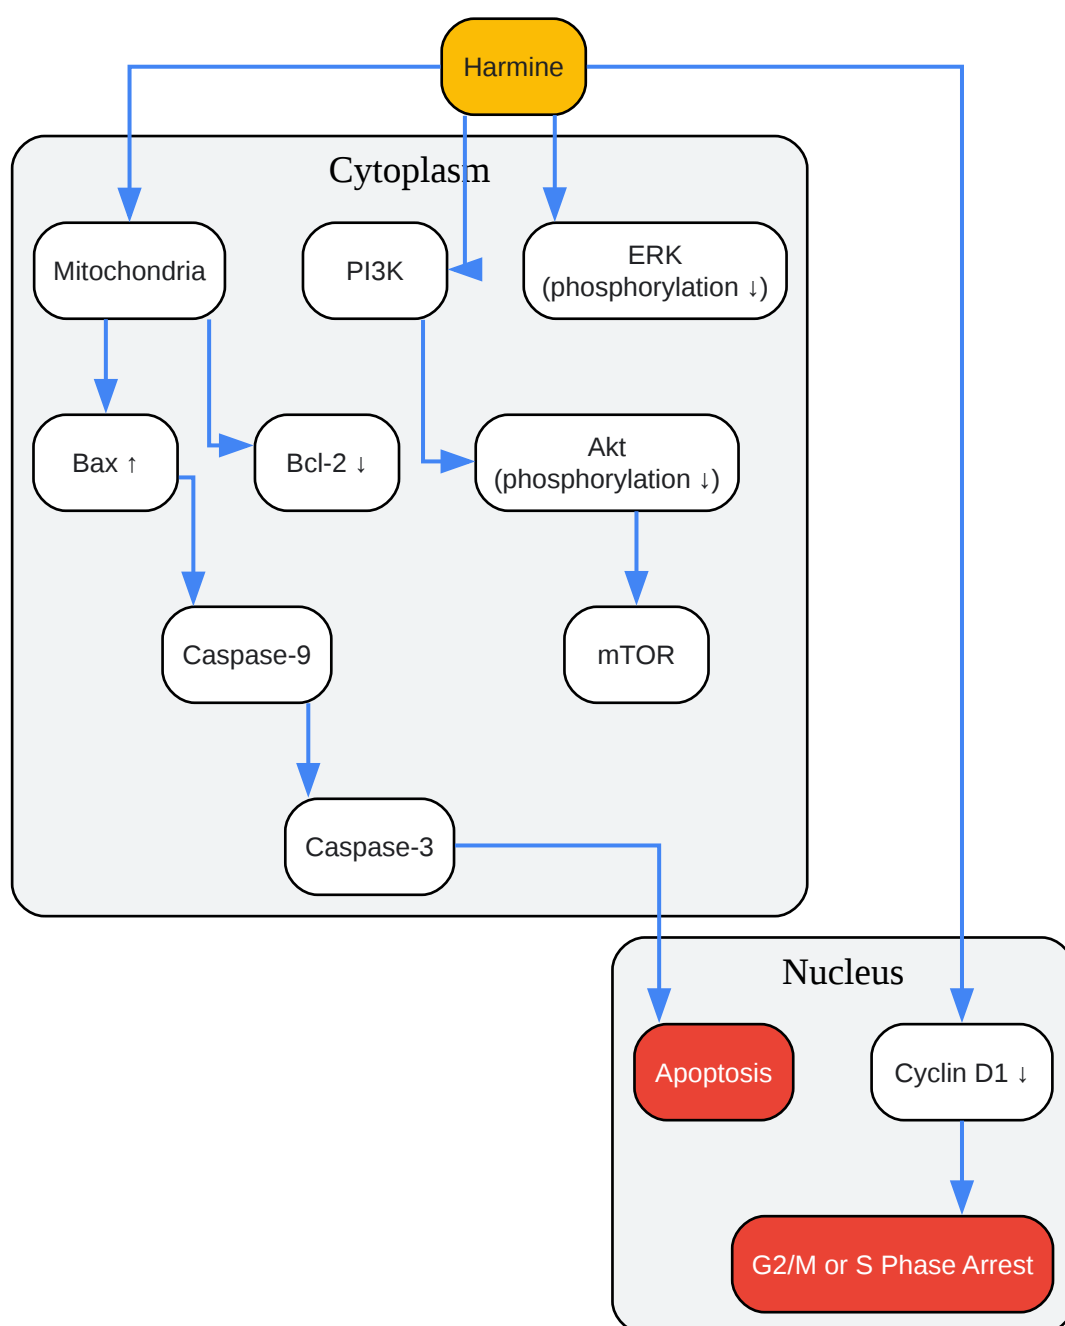 Harmine
Cytoplasm
Mitochondria
PI3K
ERK
(phosphorylation ↓)
Bax ↑
Bcl-2 ↓
Akt
(phosphorylation ↓)
Caspase-9
mTOR
Caspase-3
Nucleus
Apoptosis
Cyclin D1 ↓
G2/M or S Phase Arrest